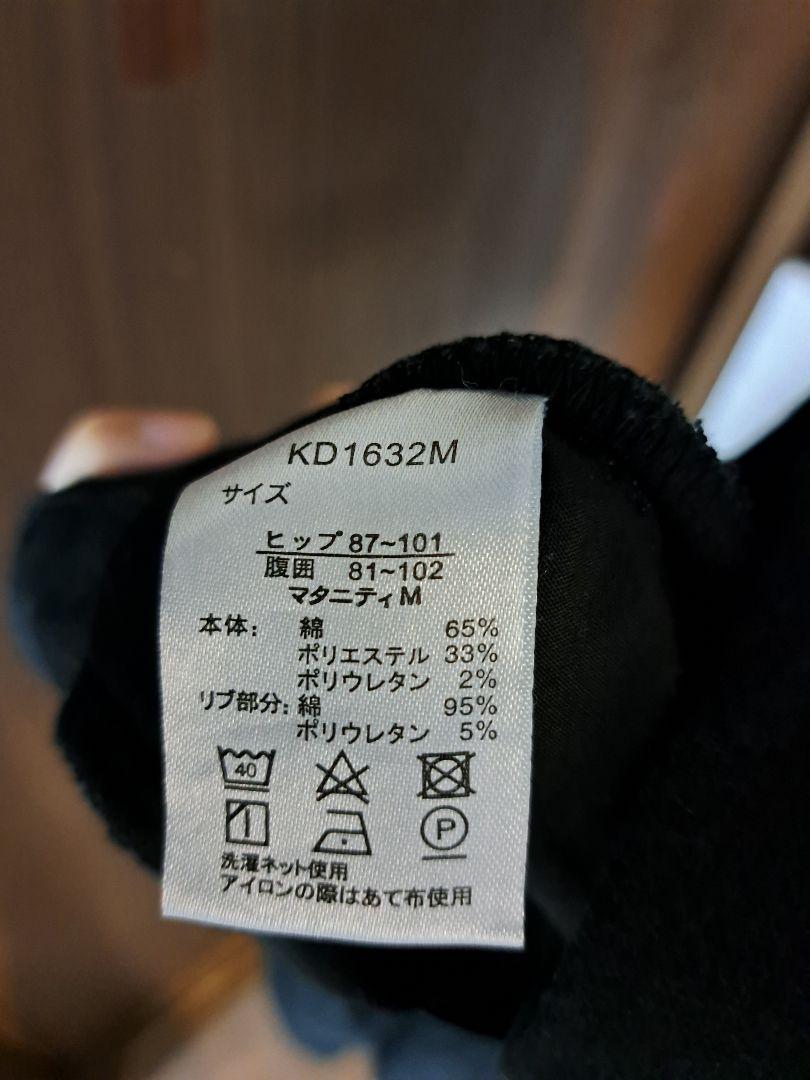 KD1632M
サイズ
ヒップ 87~101
腹囲 81~102
マタニティM
本体: 綿 65%
ポリエステル 33%
ポリウレタン 2%
リブ部分: 綿 95%
ポリウレタン 5%
40
P
洗濯ネット使用
アイロンの際はあて布使用